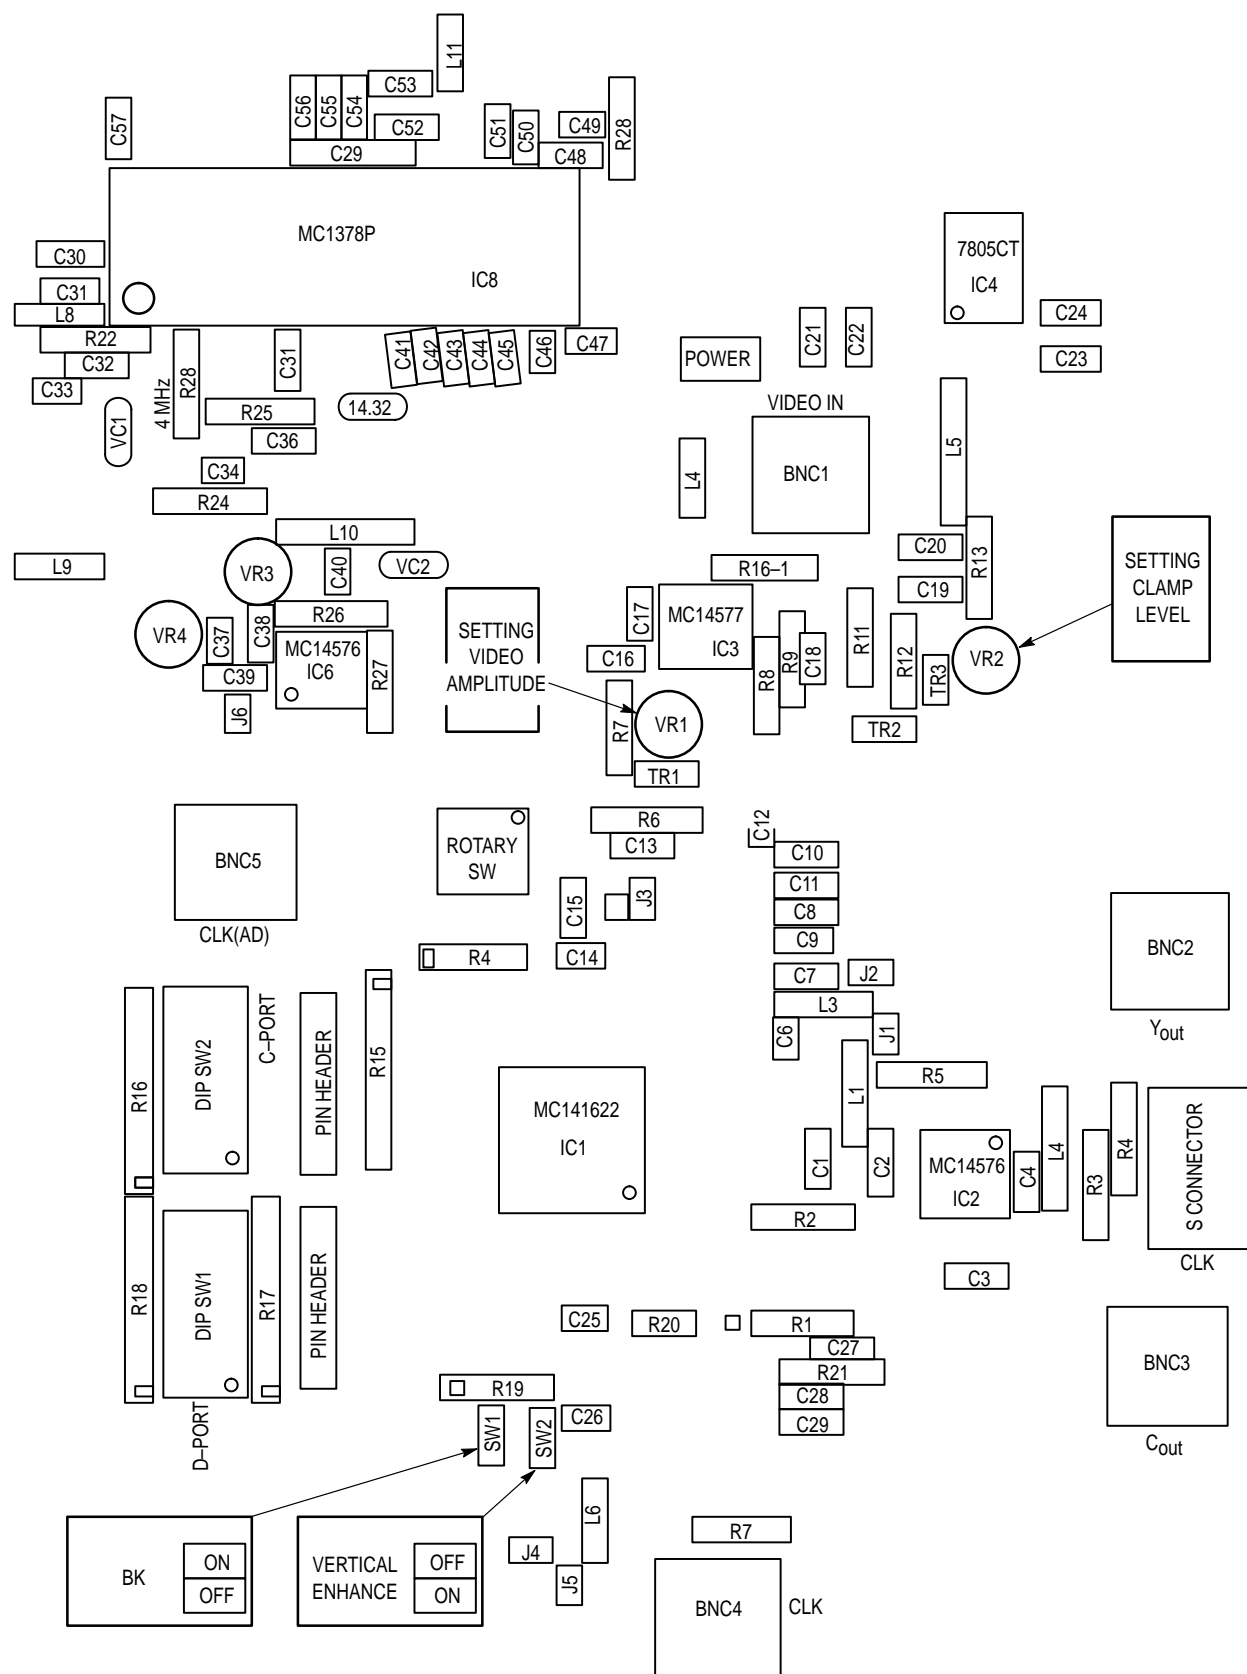 L11
C53
C56
C55
C54
C52
C29
C57
C51
C50
C49
C48
R28
MC1378P
IC8
C30
C31
L8
R22
C32
C33
VC1
4 MHz
R28
C31
R25
C36
14.32
C41
C42
C43
C44
C45
C46
C47
C34
R24
7805CT
IC4
C24
C23
C21
C22
POWER
VIDEO IN
BNC1
L4
L5
L9
L10
VR3
C40
VC2
R26
VR4
C37
C38
C39
J6
MC14576
IC6
R27
SETTING
VIDEO
AMPLITUDE
R16–1
C17
MC14577
IC3
C16
R7
VR1
TR1
R8
R9
C18
R11
R12
C20
C19
R13
TR3
TR2
VR2
SETTING
CLAMP
LEVEL
BNC5
CLK(AD)
ROTARY
SW
R6
C13
C15
J3
R4
C14
C12
C10
C11
C8
C9
C7
J2
L3
C6
J1
BNC2
Yout
R16
DIP SW2
C–PORT
PIN HEADER
R15
MC141622
IC1
L1
R5
C1
C2
R2
MC14576
IC2
C4
L4
R3
R4
S CONNECTOR
CLK
C3
R18
DIP SW1
D–PORT
R17
PIN HEADER
C25
R20
R1
C27
R21
C28
C29
BNC3
Cout
R19
SW1
SW2
C26
L6
J4
J5
R7
BNC4
CLK
BK
ON
OFF
VERTICAL
ENHANCE
OFF
ON